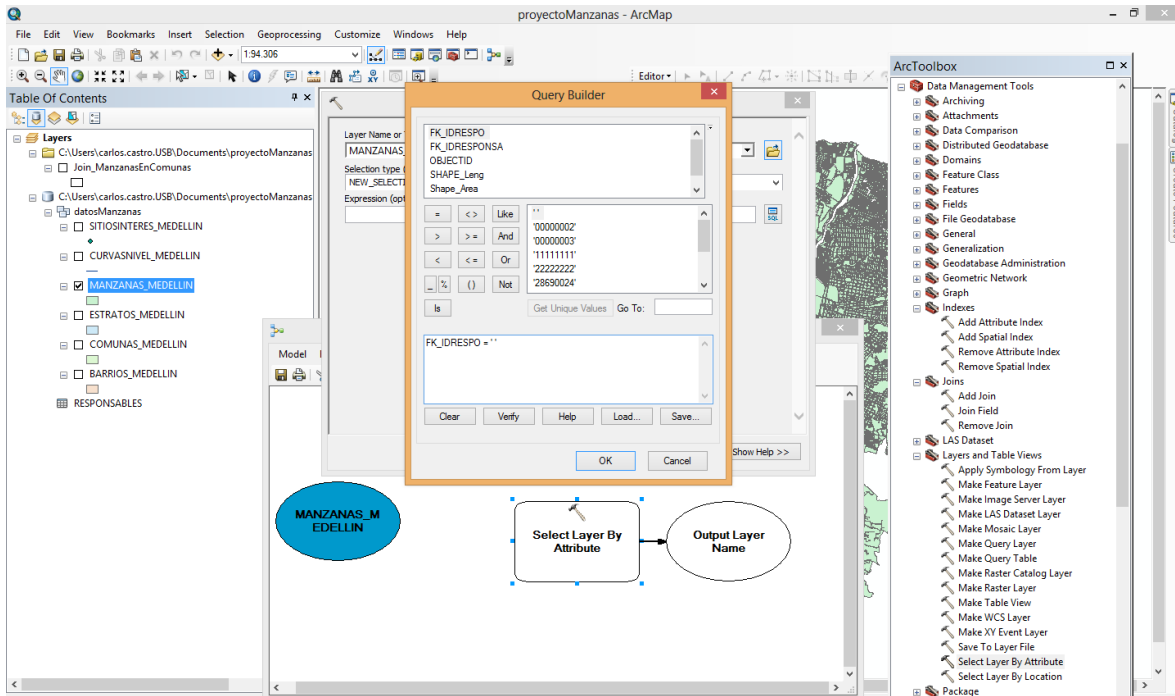 proyectoManzanas - ArcMap
File Edit View Bookmarks Insert Selection Geoprocessing Customize Windows Help
1:94.306
Editor
Table Of Contents
Layers
C:\Users\carlos.castro.USB\Documents\proyectoManzanas
Join_ManzanasEnComunas
C:\Users\carlos.castro.USB\Documents\proyectoManzanas
datosManzanas
SITIOSINTERES_MEDELLIN
CURVASNIVEL_MEDELLIN
MANZANAS_MEDELLIN
ESTRATOS_MEDELLIN
COMUNAS_MEDELLIN
BARRIOS_MEDELLIN
RESPONSABLES
Layer Name or
MANZANAS_
Selection type (
NEW_SELECTI
Expression (opt
SQL
Show Help >>
Query Builder
FK_IDRESPO
FK_IDRESPONSA
OBJECTID
SHAPE_Leng
Shape_Area
= < > Like
> > = And
< < = Or
_ % () Not
Is
' '
'00000002'
'00000003'
'11111111'
'22222222'
'28690024'
Get Unique Values Go To:
FK_IDRESPO = ' '
Clear Verify Help Load... Save...
OK Cancel
Model
MANZANAS_M
EDELLIN
Select Layer By
Attribute
Output Layer
Name
ArcToolbox
Data Management Tools
Archiving
Attachments
Data Comparison
Distributed Geodatabase
Domains
Feature Class
Features
Fields
File Geodatabase
General
Generalization
Geodatabase Administration
Geometric Network
Graph
Indexes
Add Attribute Index
Add Spatial Index
Remove Attribute Index
Remove Spatial Index
Joins
Add Join
Join Field
Remove Join
LAS Dataset
Layers and Table Views
Apply Symbology From Layer
Make Feature Layer
Make Image Server Layer
Make LAS Dataset Layer
Make Mosaic Layer
Make Query Layer
Make Query Table
Make Raster Catalog Layer
Make Raster Layer
Make Table View
Make WCS Layer
Make XY Event Layer
Save To Layer File
Select Layer By Attribute
Select Layer By Location
Package